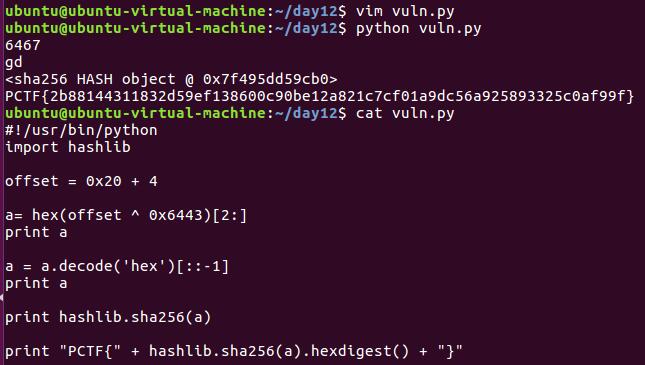 ubuntu@ubuntu-virtual-machine:~/day12$ vim vuln.py
ubuntu@ubuntu-virtual-machine:~/day12$ python vuln.py
6467
gd
<sha256 HASH object @ 0x7f495dd59cb0>
PCTF{2b88144311832d59ef138600c90be12a821c7cf01a9dc56a925893325c0af99f}
ubuntu@ubuntu-virtual-machine:~/day12$ cat vuln.py
#!/usr/bin/python
import hashlib
offset = 0x20 + 4
a= hex(offset ^ 0x6443)[2:]
print a
a = a.decode('hex')[::-1]
print a
print hashlib.sha256(a)
print "PCTF{" + hashlib.sha256(a).hexdigest() + "}"